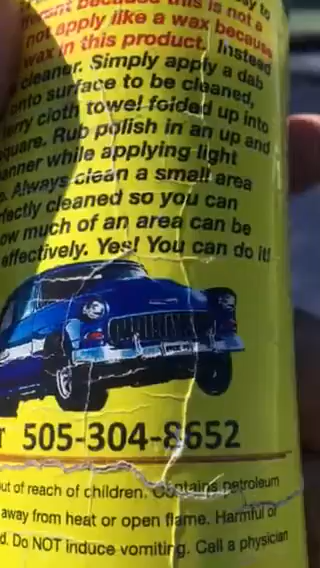 because this is not a
not apply like a wax because
wax in this product. Instead
cleaner. Simply apply a dab
onto surface to be cleaned,
terry cloth towel folded up into
square. Rub polish in an up and
while applying light
Always clean a small area
cleaned so you can
how much of an area can be
effectively. Yes! You can do it!
505-304-8652
out of reach of children. Contains petroleum
away from heat or open flame. Harmful or
Do NOT induce vomiting. Call a physician